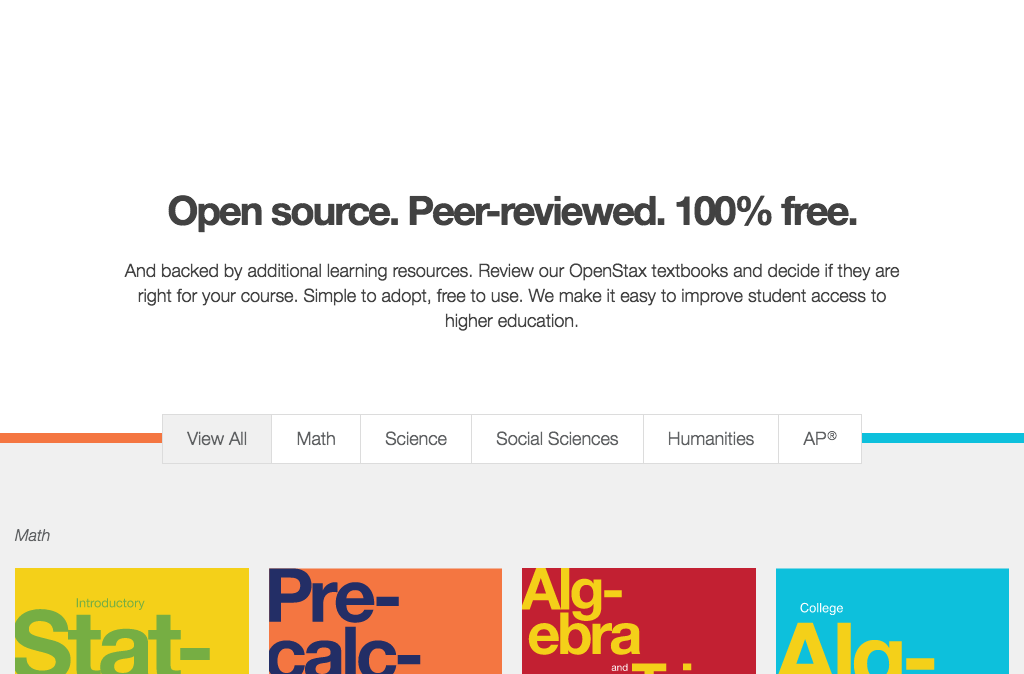 Open source. Peer-reviewed. 100% free.
And backed by additional learning resources. Review our OpenStax textbooks and decide if they are
right for your course. Simple to adopt, free to use. We make it easy to improve student access to
higher education.
View All Math Science Social Sciences Humanities AP®
Math
Introductory
Stat-
Pre-
calc-
Alg-
ebra
and
College
Alg-